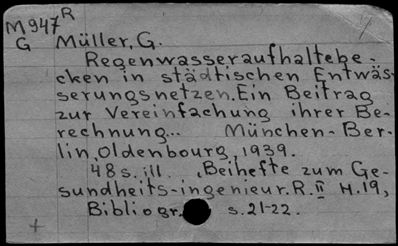 M947R
G Müller, G.
Regenwasseraufhaltebe-
cken in städtischen Entwäs-
serungsnetzen. Ein Beitrag
zur Vereinfachung ihrer Be-
rechnung... München-Ber-
lin, Oldenbourg, 1939.
48 s. ill. „Beihefte zum Ge-
sundheits-ingenieur. R. II H. 19,
Bibliogr. s. 21-22.
+